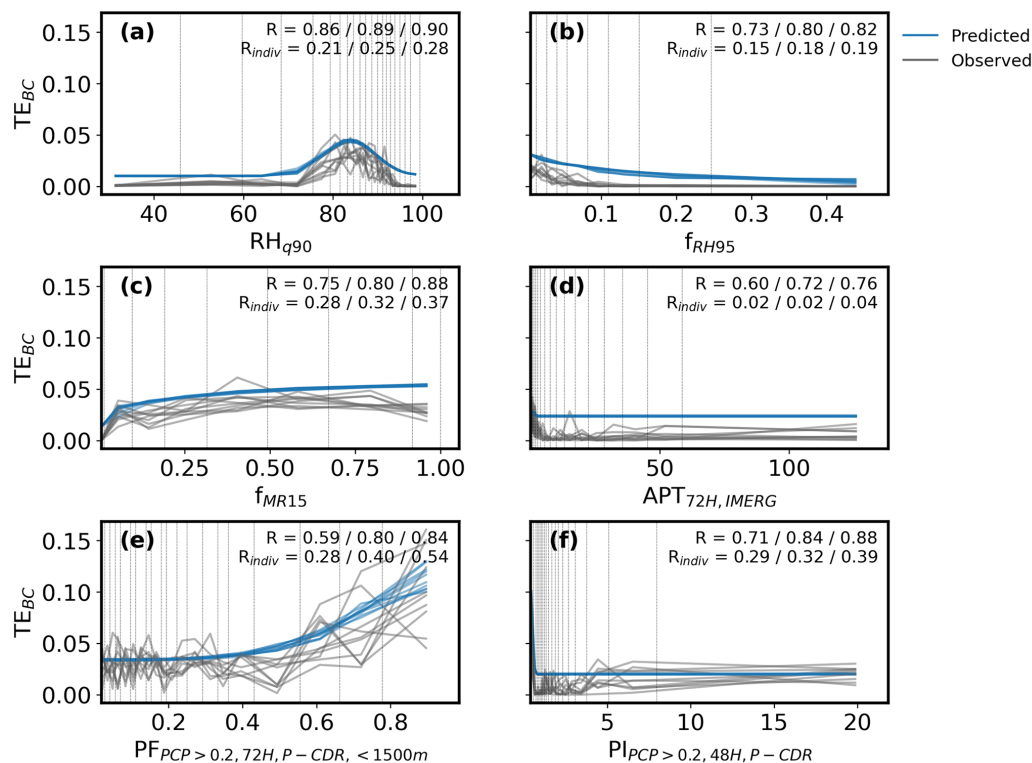 (a)
R = 0.86 / 0.89 / 0.90
R_indiv = 0.21 / 0.25 / 0.28
TE_BC
0.15
0.10
0.05
0.00
40 60 80 100
RH_q90
(b)
R = 0.73 / 0.80 / 0.82
R_indiv = 0.15 / 0.18 / 0.19
0.1 0.2 0.3 0.4
f_RH95
Predicted
Observed
(c)
R = 0.75 / 0.80 / 0.88
R_indiv = 0.28 / 0.32 / 0.37
TE_BC
0.15
0.10
0.05
0.00
0.25 0.50 0.75 1.00
f_MR15
(d)
R = 0.60 / 0.72 / 0.76
R_indiv = 0.02 / 0.02 / 0.04
50 100
APT_72H, IMERG
(e)
R = 0.59 / 0.80 / 0.84
R_indiv = 0.28 / 0.40 / 0.54
TE_BC
0.15
0.10
0.05
0.00
0.2 0.4 0.6 0.8
PF_PCP > 0.2, 72H, P − CDR, < 1500m
(f)
R = 0.71 / 0.84 / 0.88
R_indiv = 0.29 / 0.32 / 0.39
5 10 15 20
PI_PCP > 0.2, 48H, P − CDR